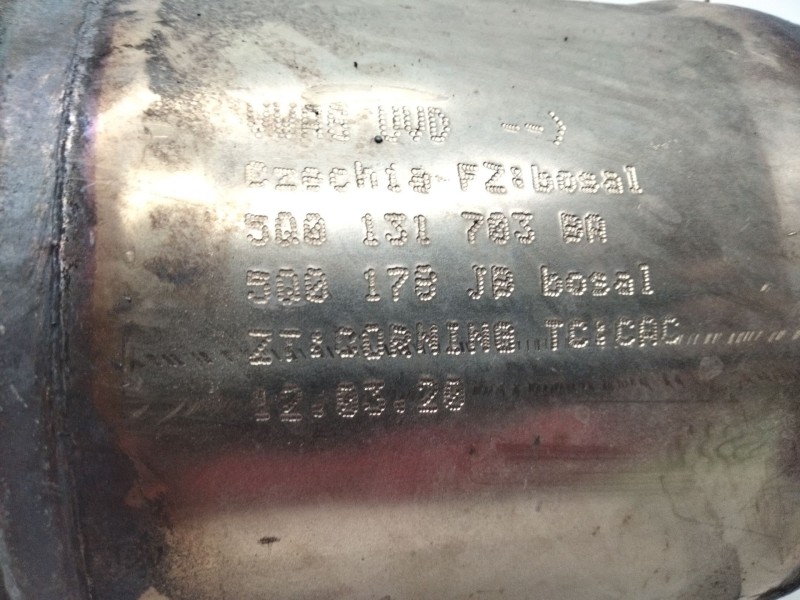 VWAG UVD -->
Czechia FZ:bosal
5Q0 131 703 BA
5Q0 178 JB bosal
ZT:CORNING TC:CAC
12.03.20